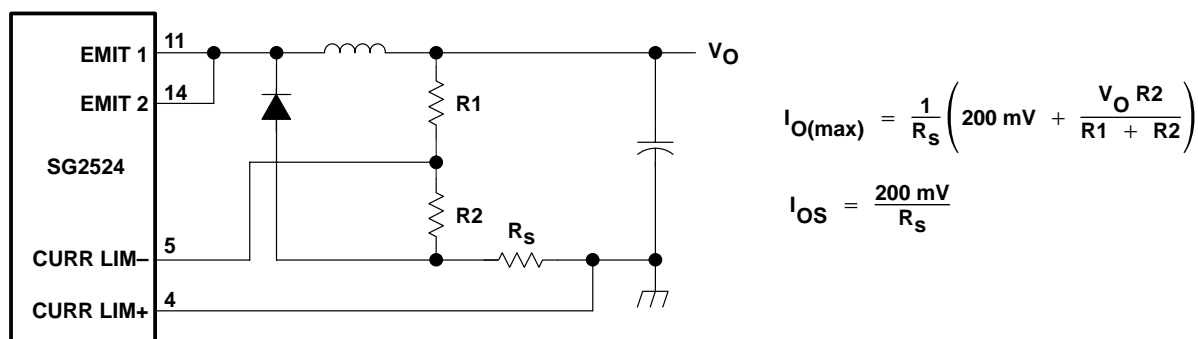 EMIT 1
11
EMIT 2
14
SG2524
CURR LIM–
5
CURR LIM+
4
R1
R2
Rs
VO
IO(max) = 1/Rs (200 mV + VO R2/(R1 + R2))
IOS = 200 mV/Rs